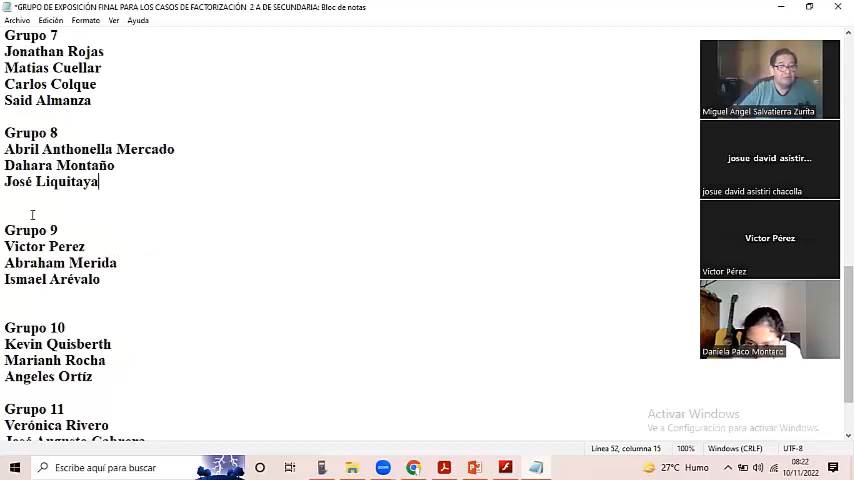 *GRUPO DE EXPOSICIÓN FINAL PARA LOS CASOS DE FACTORIZACIÓN 2 A DE SECUNDARIA: Bloc de notas
Archivo Edición Formato Ver Ayuda
Grupo 7
Jonathan Rojas
Matias Cuellar
Carlos Colque
Said Almanza
Grupo 8
Abril Anthonella Mercado
Dahara Montaño
José Liquitaya
Grupo 9
Victor Perez
Abraham Merida
Ismael Arévalo
Grupo 10
Kevin Quisberth
Marianh Rocha
Angeles Ortíz
Grupo 11
Verónica Rivero
José Augusto Cabrera
Miguel Angel Salvatierra Zurita
josue david asistiri...
josue david asistiri chacolla
Victor Pérez
Victor Pérez
Daniela Paco Montero
Activar Windows
Ve a Configuración para activar Windows.
Línea 52, columna 15 100% Windows (CRLF) UTF-8
Escribe aquí para buscar
27°C Humo
08:22
10/11/2022